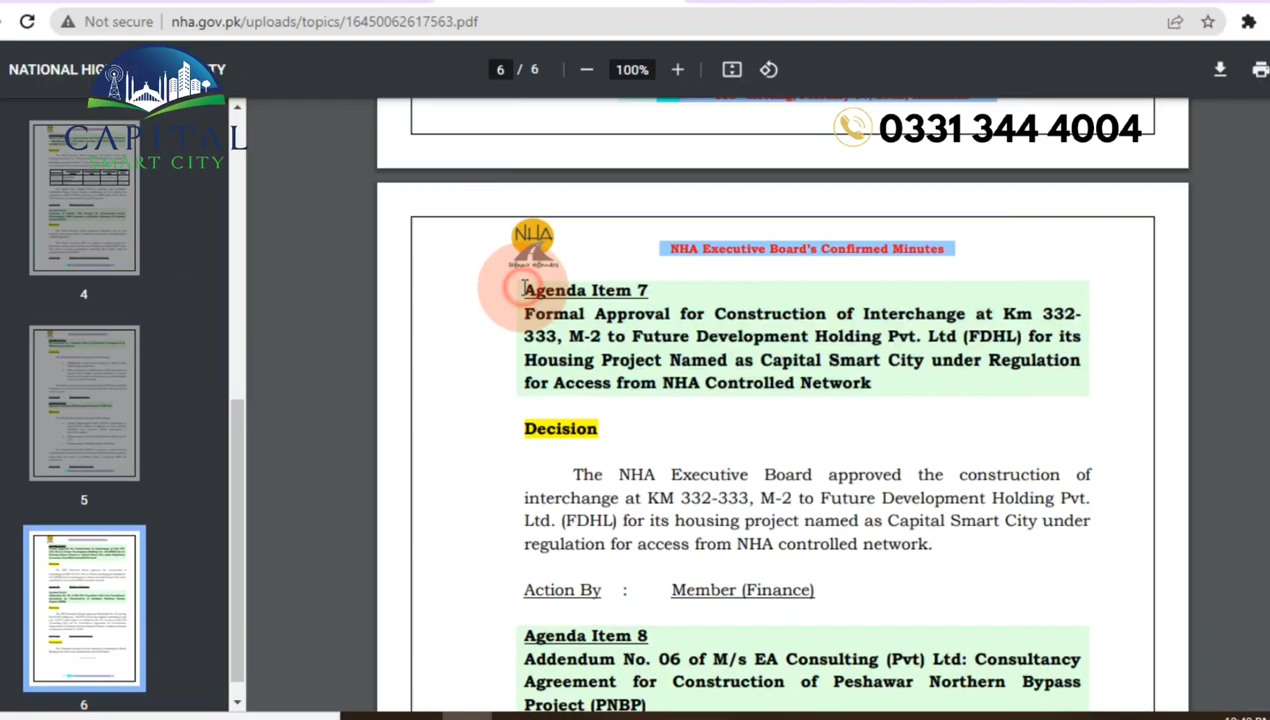 Not secure
nha.gov.pk/uploads/topics/16450062617563.pdf
NATIONAL HIG
TY
6 / 6
100%
CAPITAL
SMART CITY
0331 344 4004
4
5
6
NHA
NHA Executive Board's Confirmed Minutes
Agenda Item 7
Formal Approval for Construction of Interchange at Km 332-
333, M-2 to Future Development Holding Pvt. Ltd (FDHL) for its
Housing Project Named as Capital Smart City under Regulation
for Access from NHA Controlled Network
Decision
The NHA Executive Board approved the construction of
interchange at KM 332-333, M-2 to Future Development Holding Pvt.
Ltd. (FDHL) for its housing project named as Capital Smart City under
regulation for access from NHA controlled network.
Action By : Member (Finance)
Agenda Item 8
Addendum No. 06 of M/s EA Consulting (Pvt) Ltd: Consultancy
Agreement for Construction of Peshawar Northern Bypass
Project (PNBP)